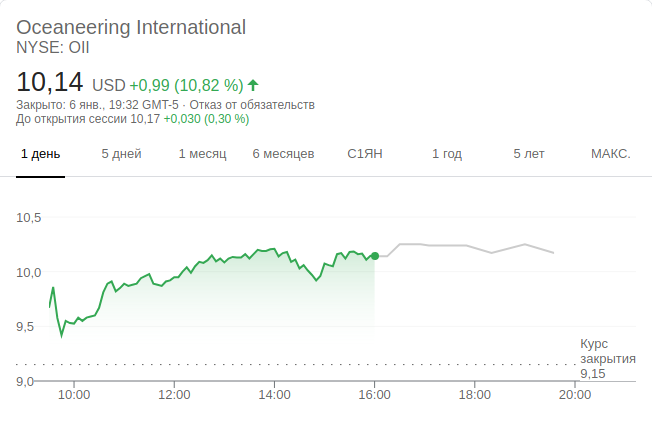 Oceaneering International
NYSE: OII
10,14 USD +0,99 (10,82 %)
Закрыто: 6 янв., 19:32 GMT-5 · Отказ от обязательств
До открытия сессии 10,17 +0,030 (0,30 %)
1 день 5 дней 1 месяц 6 месяцев С1ЯН 1 год 5 лет МАКС.
10,5
10,0
9,5
Курс
закрытия
9,15
9,0
10:00 12:00 14:00 16:00 18:00 20:00